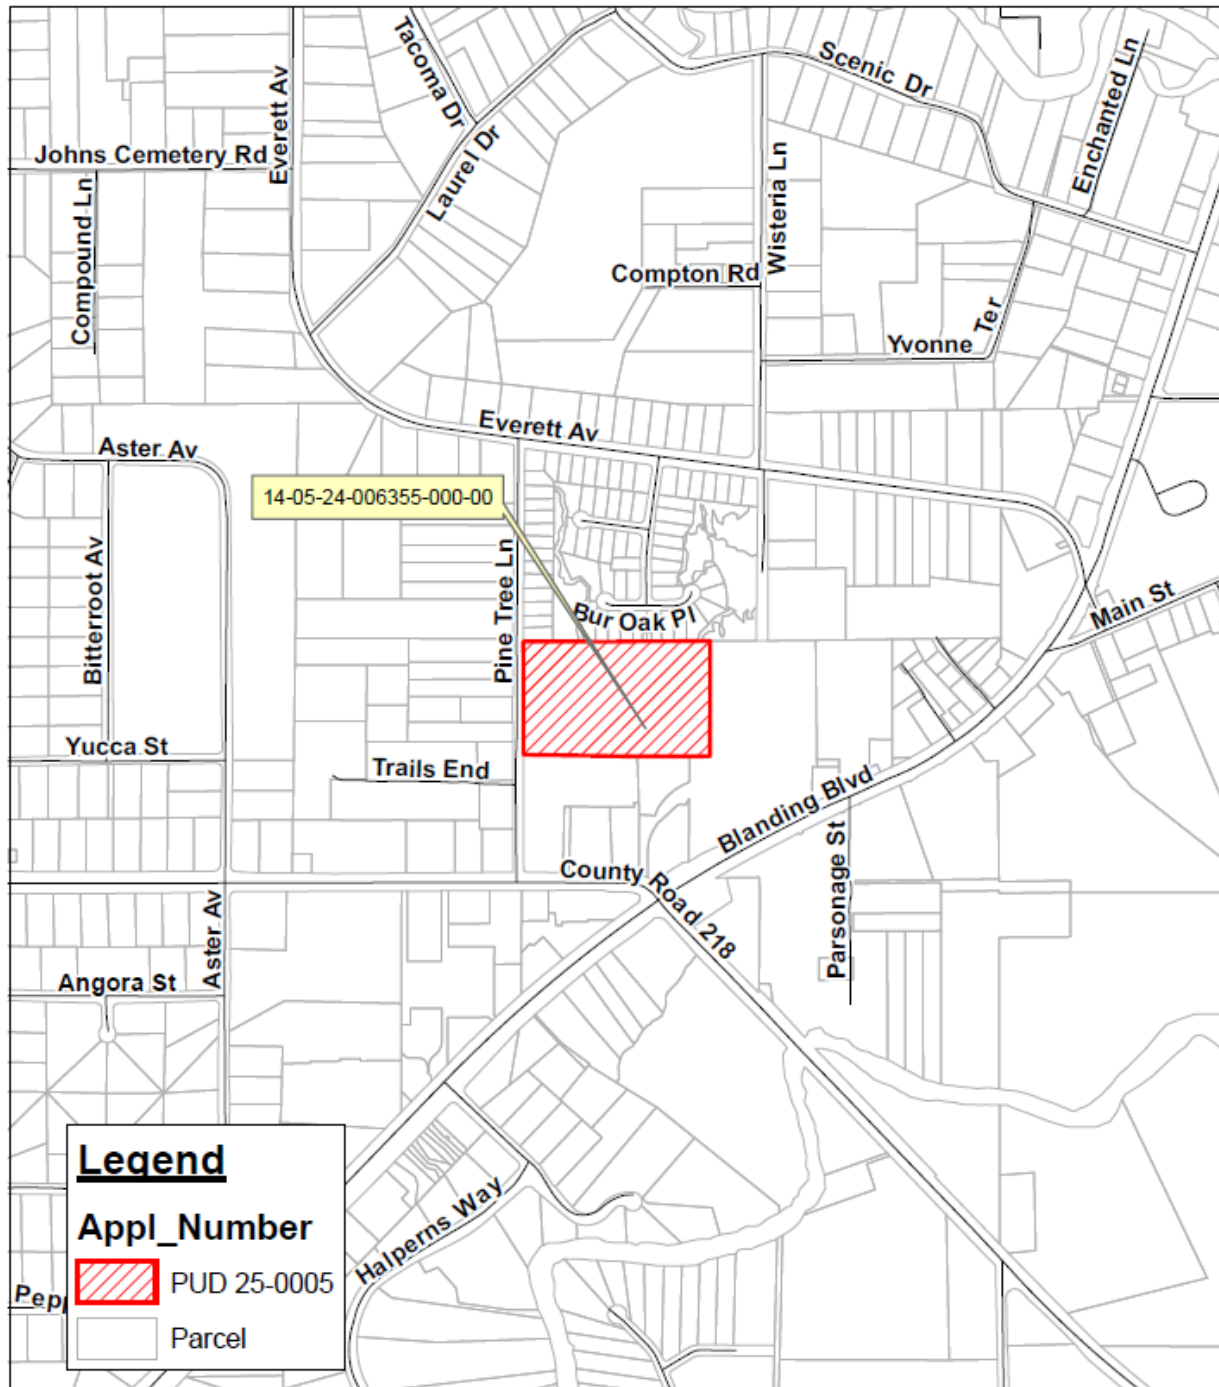 Tacoma Dr
Scenic Dr
Everett Av
Enchanted Ln
Laurel Dr
Johns Cemetery Rd
Wisteria Ln
Compound Ln
Compton Rd
Yvonne Ter
Everett Av
Aster Av
14-05-24-006355-000-00
Pine Tree Ln
Bitterroot Av
Bur Oak Pl
Main St
Yucca St
Trails End
Blanding Blvd
Parsonage St
County Road 218
Aster Av
Angora St
Halperns Way
Legend
Appl_Number
PUD 25-0005
Pepp
Parcel